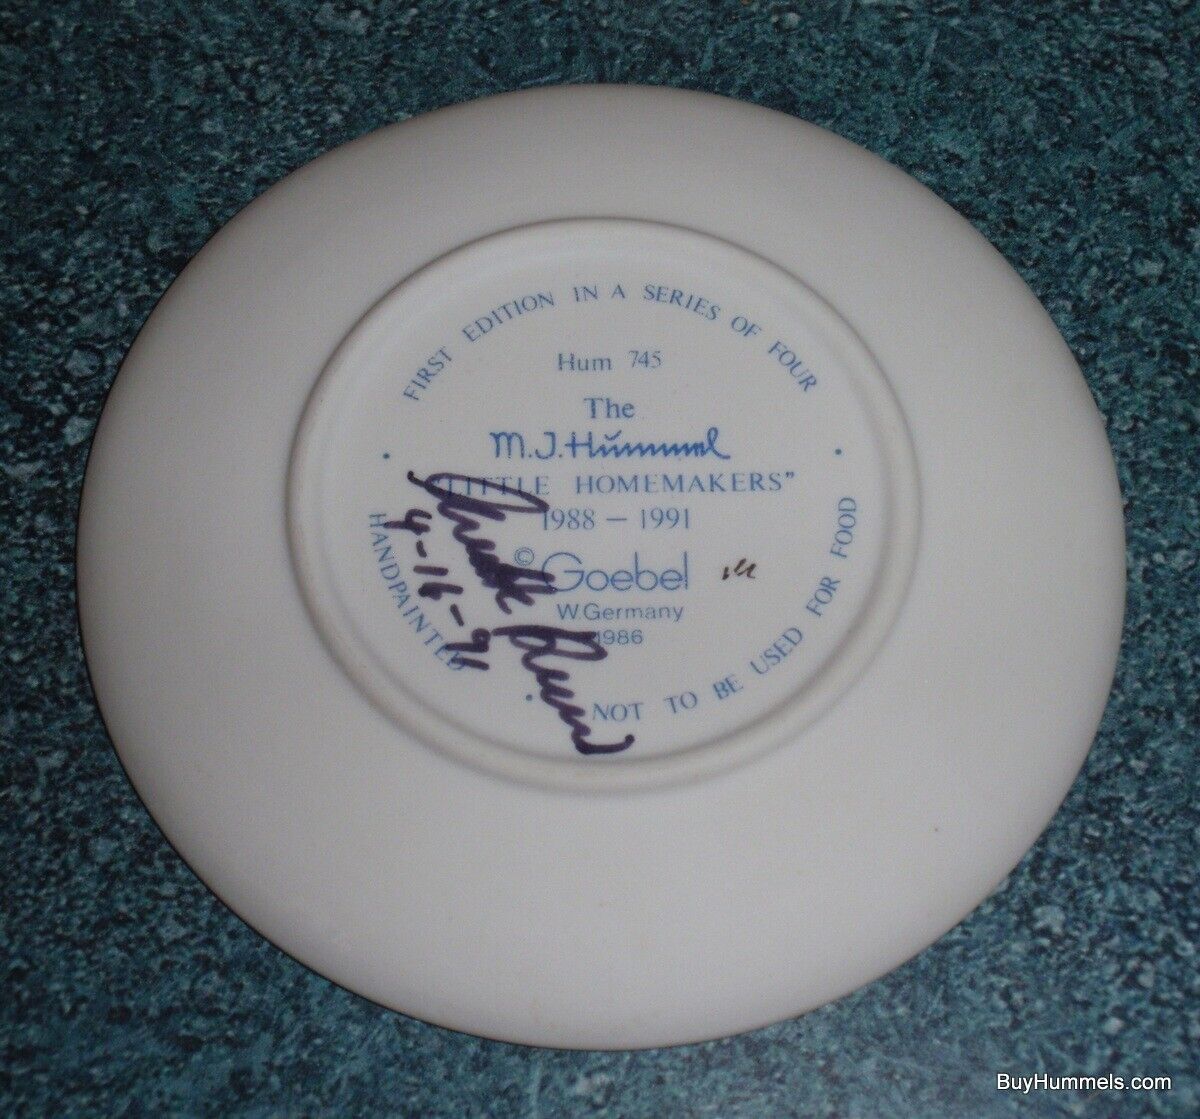 FIRST EDITION IN A SERIES OF FOUR
Hum 745
The
M.J. Hummel
"LITTLE HOMEMAKERS"
1988 – 1991
© Goebel
W. Germany
1986
HANDPAINTED
NOT TO BE USED FOR FOOD
4-16-91
BuyHummels.com